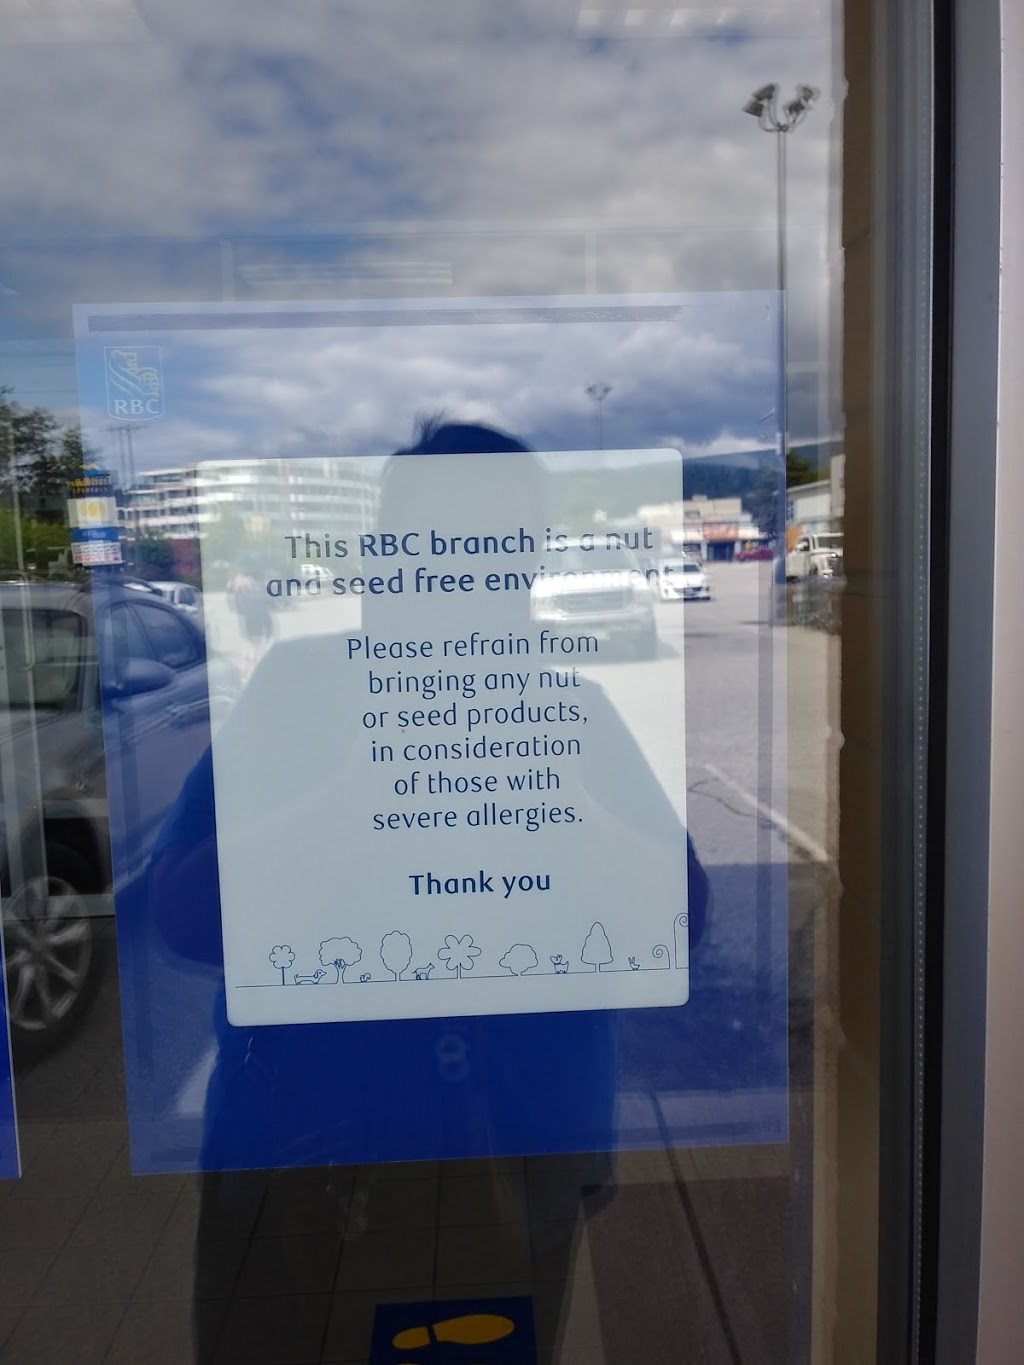 RBC
This RBC branch is a nut
and seed free environment
Please refrain from
bringing any nut
or seed products,
in consideration
of those with
severe allergies.
Thank you